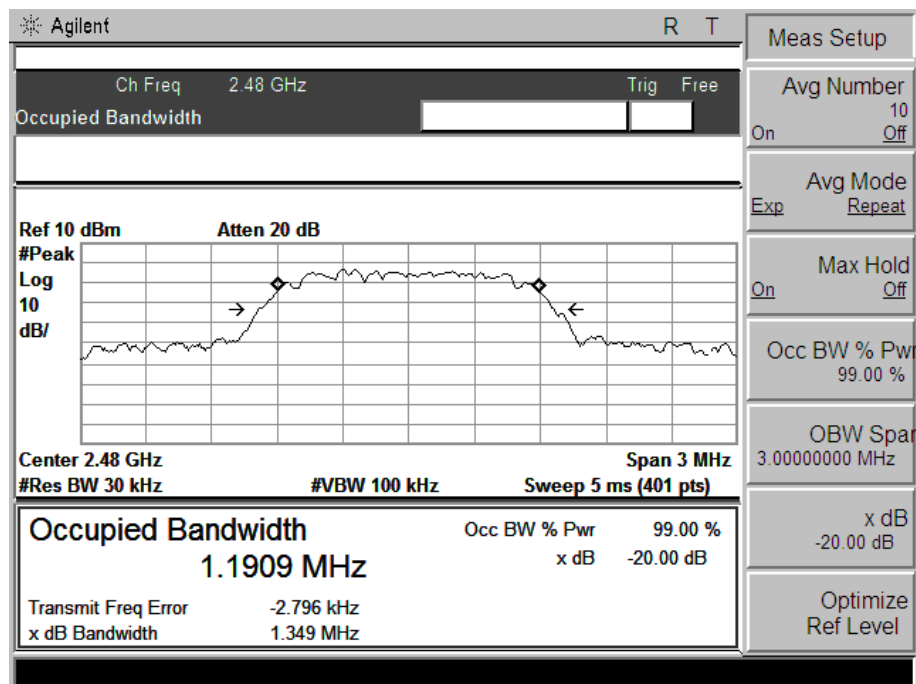 Agilent R T
Ch Freq 2.48 GHz Trig Free
Occupied Bandwidth
Ref 10 dBm Atten 20 dB
#Peak
Log
10
dB/
Center 2.48 GHz Span 3 MHz
#Res BW 30 kHz #VBW 100 kHz Sweep 5 ms (401 pts)
Occupied Bandwidth Occ BW % Pwr 99.00 %
1.1909 MHz x dB -20.00 dB
Transmit Freq Error -2.796 kHz
x dB Bandwidth 1.349 MHz
Meas Setup
Avg Number
10
On Off
Avg Mode
Exp Repeat
Max Hold
On Off
Occ BW % Pwr
99.00 %
OBW Span
3.00000000 MHz
x dB
-20.00 dB
Optimize
Ref Level